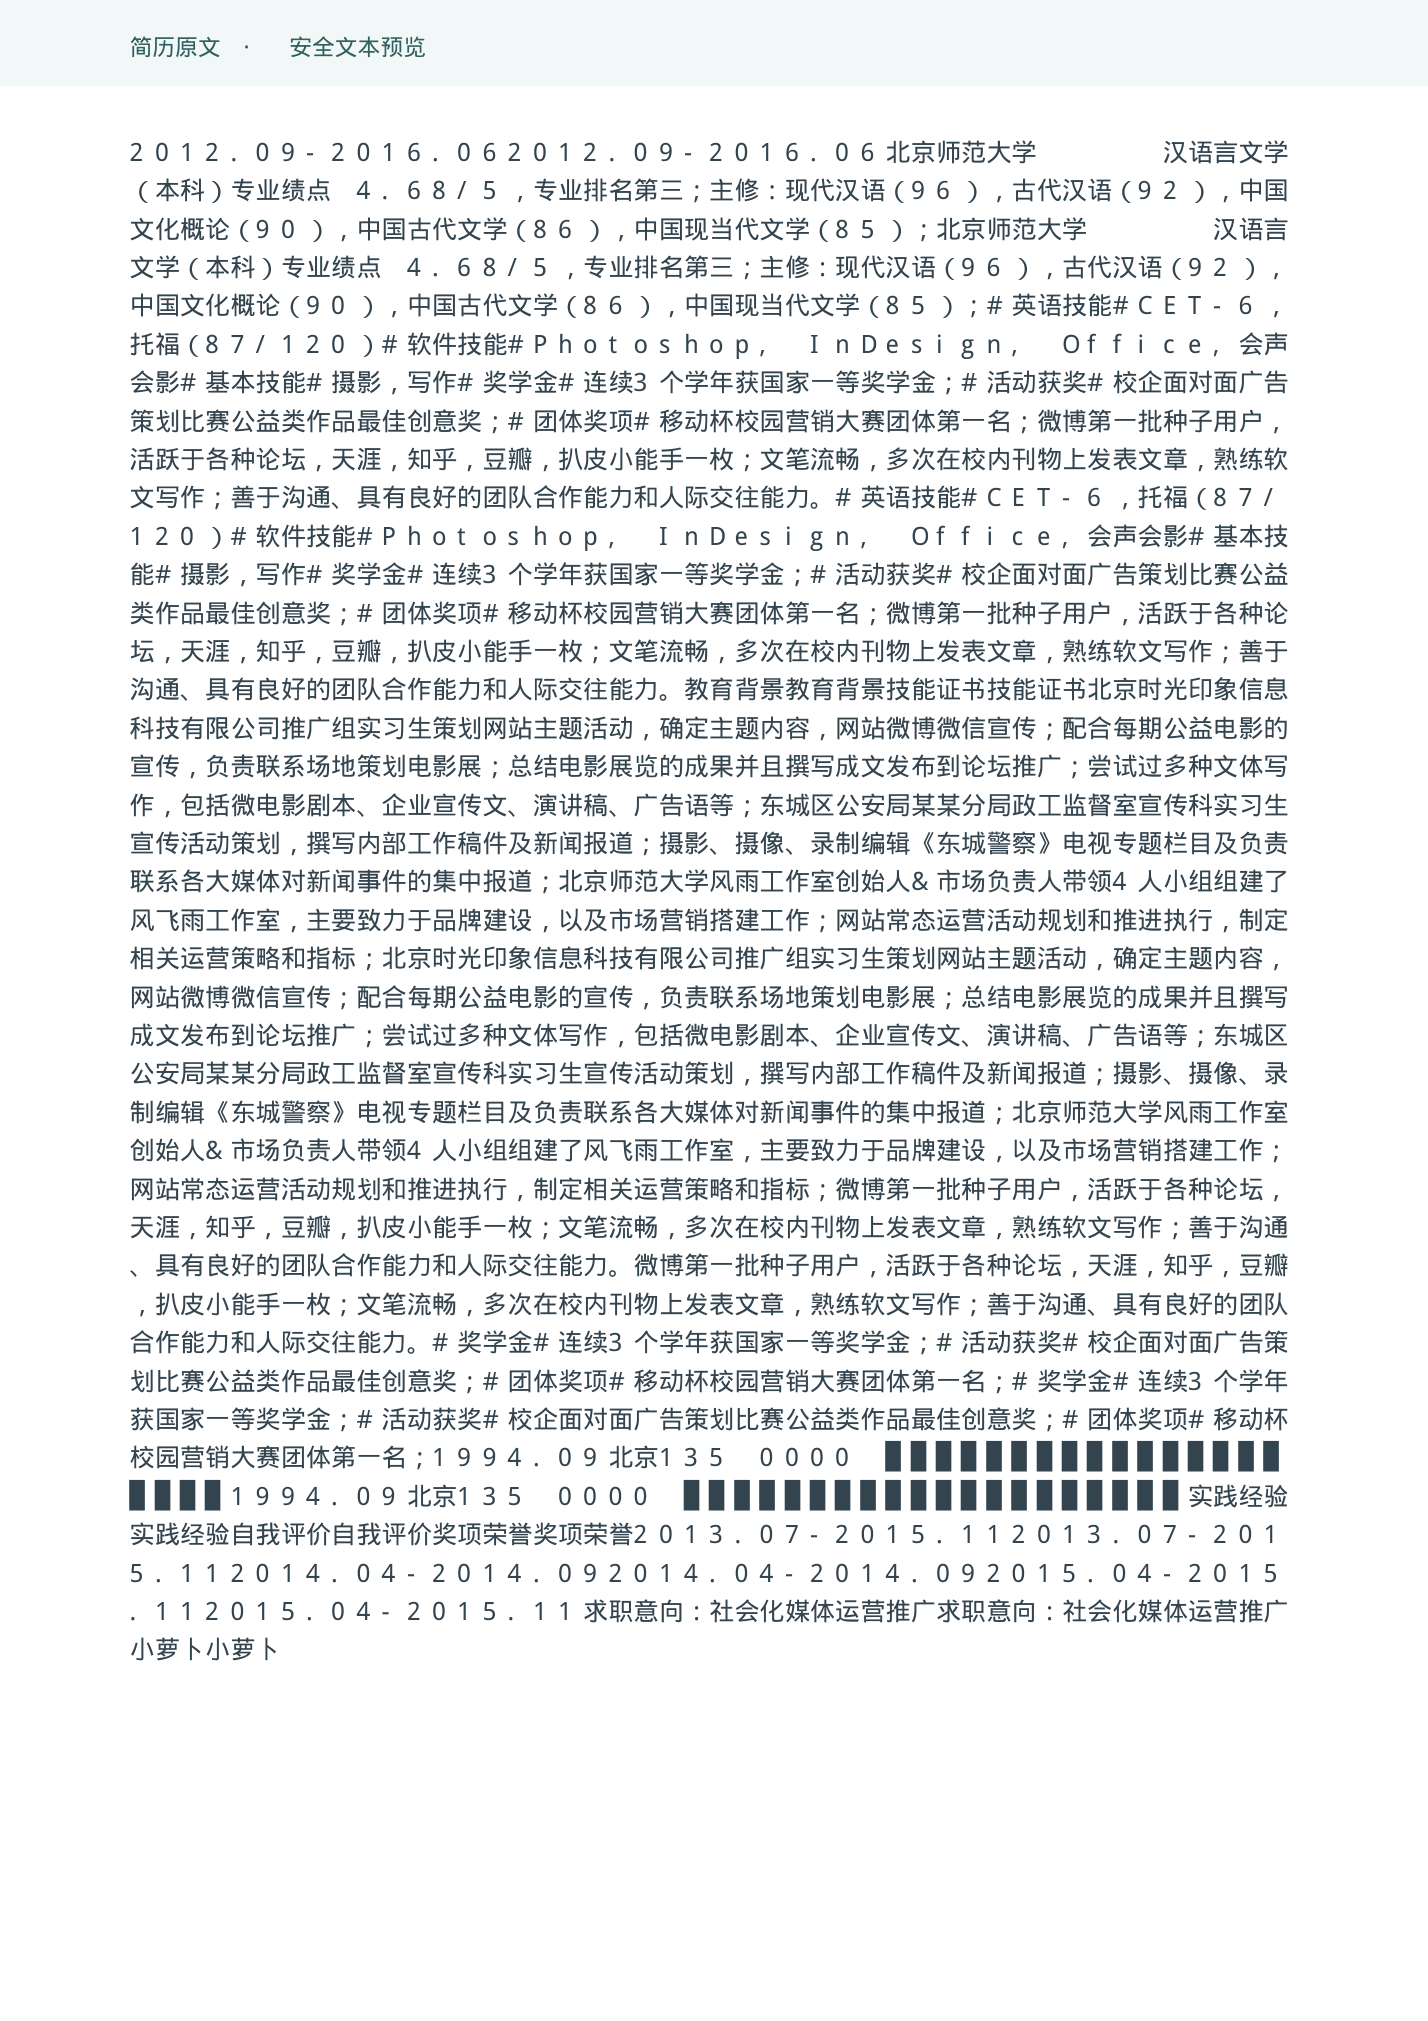 简历原文 · 安全文本预览
2012.09-2016.062012.09-2016.06北京师范大学 汉语言文学
（本科）专业绩点 4.68/5，专业排名第三；主修：现代汉语（96），古代汉语（92），中国
文化概论（90），中国古代文学（86），中国现当代文学（85）；北京师范大学 汉语言
文学（本科）专业绩点 4.68/5，专业排名第三；主修：现代汉语（96），古代汉语（92），
中国文化概论（90），中国古代文学（86），中国现当代文学（85）；#英语技能#CET-6，
托福（87/120）#软件技能#Photoshop, InDesign, Office,会声
会影#基本技能#摄影，写作#奖学金#连续3个学年获国家一等奖学金；#活动获奖#校企面对面广告
策划比赛公益类作品最佳创意奖；#团体奖项#移动杯校园营销大赛团体第一名；微博第一批种子用户，
活跃于各种论坛，天涯，知乎，豆瓣，扒皮小能手一枚；文笔流畅，多次在校内刊物上发表文章，熟练软
文写作；善于沟通、具有良好的团队合作能力和人际交往能力。#英语技能#CET-6，托福（87/
120）#软件技能#Photoshop, InDesign, Office,会声会影#基本技
能#摄影，写作#奖学金#连续3个学年获国家一等奖学金；#活动获奖#校企面对面广告策划比赛公益
类作品最佳创意奖；#团体奖项#移动杯校园营销大赛团体第一名；微博第一批种子用户，活跃于各种论
坛，天涯，知乎，豆瓣，扒皮小能手一枚；文笔流畅，多次在校内刊物上发表文章，熟练软文写作；善于
沟通、具有良好的团队合作能力和人际交往能力。教育背景教育背景技能证书技能证书北京时光印象信息
科技有限公司推广组实习生策划网站主题活动，确定主题内容，网站微博微信宣传；配合每期公益电影的
宣传，负责联系场地策划电影展；总结电影展览的成果并且撰写成文发布到论坛推广；尝试过多种文体写
作，包括微电影剧本、企业宣传文、演讲稿、广告语等；东城区公安局某某分局政工监督室宣传科实习生
宣传活动策划，撰写内部工作稿件及新闻报道；摄影、摄像、录制编辑《东城警察》电视专题栏目及负责
联系各大媒体对新闻事件的集中报道；北京师范大学风雨工作室创始人&市场负责人带领4人小组组建了
风飞雨工作室，主要致力于品牌建设，以及市场营销搭建工作；网站常态运营活动规划和推进执行，制定
相关运营策略和指标；北京时光印象信息科技有限公司推广组实习生策划网站主题活动，确定主题内容，
网站微博微信宣传；配合每期公益电影的宣传，负责联系场地策划电影展；总结电影展览的成果并且撰写
成文发布到论坛推广；尝试过多种文体写作，包括微电影剧本、企业宣传文、演讲稿、广告语等；东城区
公安局某某分局政工监督室宣传科实习生宣传活动策划，撰写内部工作稿件及新闻报道；摄影、摄像、录
制编辑《东城警察》电视专题栏目及负责联系各大媒体对新闻事件的集中报道；北京师范大学风雨工作室
创始人&市场负责人带领4人小组组建了风飞雨工作室，主要致力于品牌建设，以及市场营销搭建工作；
网站常态运营活动规划和推进执行，制定相关运营策略和指标；微博第一批种子用户，活跃于各种论坛，
天涯，知乎，豆瓣，扒皮小能手一枚；文笔流畅，多次在校内刊物上发表文章，熟练软文写作；善于沟通
、具有良好的团队合作能力和人际交往能力。微博第一批种子用户，活跃于各种论坛，天涯，知乎，豆瓣
，扒皮小能手一枚；文笔流畅，多次在校内刊物上发表文章，熟练软文写作；善于沟通、具有良好的团队
合作能力和人际交往能力。#奖学金#连续3个学年获国家一等奖学金；#活动获奖#校企面对面广告策
划比赛公益类作品最佳创意奖；#团体奖项#移动杯校园营销大赛团体第一名；#奖学金#连续3个学年
获国家一等奖学金；#活动获奖#校企面对面广告策划比赛公益类作品最佳创意奖；#团体奖项#移动杯
校园营销大赛团体第一名；1994.09北京135 0000 ████████████████
████1994.09北京135 0000 ████████████████████实践经验
实践经验自我评价自我评价奖项荣誉奖项荣誉2013.07-2015.112013.07-201
5.112014.04-2014.092014.04-2014.092015.04-2015
.112015.04-2015.11求职意向：社会化媒体运营推广求职意向：社会化媒体运营推广
小萝卜小萝卜